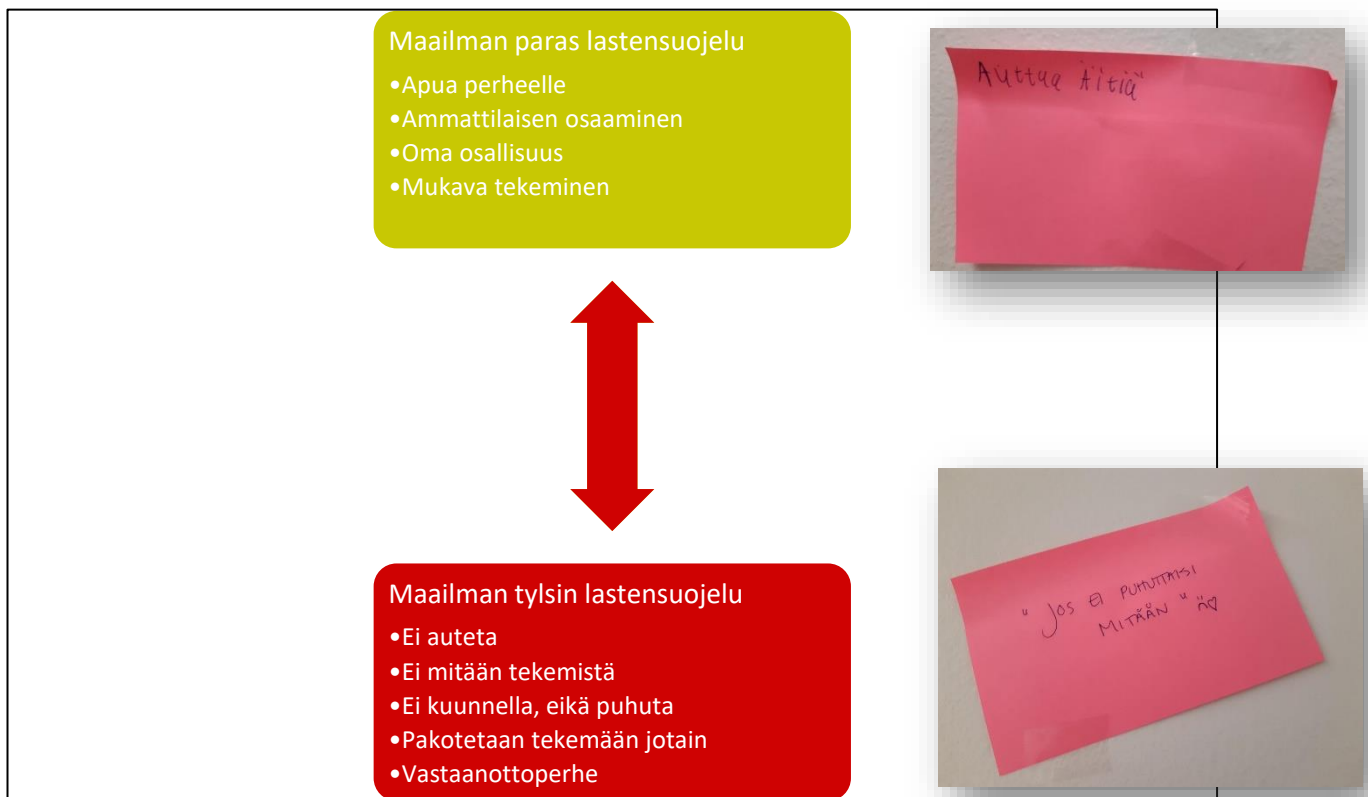 Maailman paras lastensuojelu
•Apua perheelle
•Ammattilaisen osaaminen
•Oma osallisuus
•Mukava tekeminen
Auttaa Äitiä
Maailman tylsin lastensuojelu
•Ei auteta
•Ei mitään tekemistä
•Ei kuunnella, eikä puhuta
•Pakotetaan tekemään jotain
•Vastaanottoperhe
"JOS EI PUHUTTAISI
MITÄÄN"